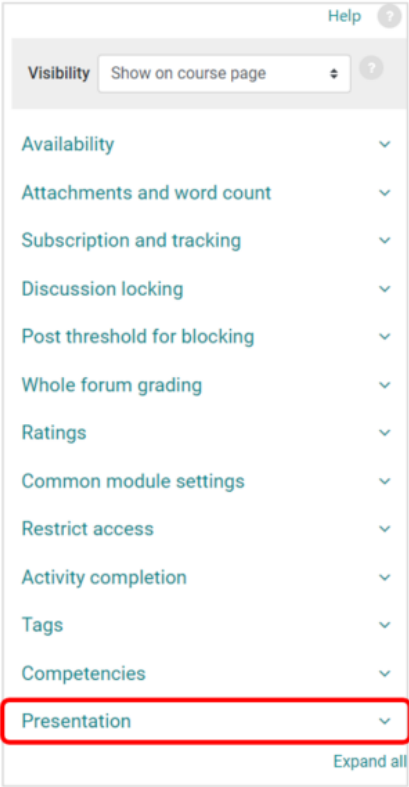 Help ?
Visibility Show on course page ?
Availability
Attachments and word count
Subscription and tracking
Discussion locking
Post threshold for blocking
Whole forum grading
Ratings
Common module settings
Restrict access
Activity completion
Tags
Competencies
Presentation
Expand all